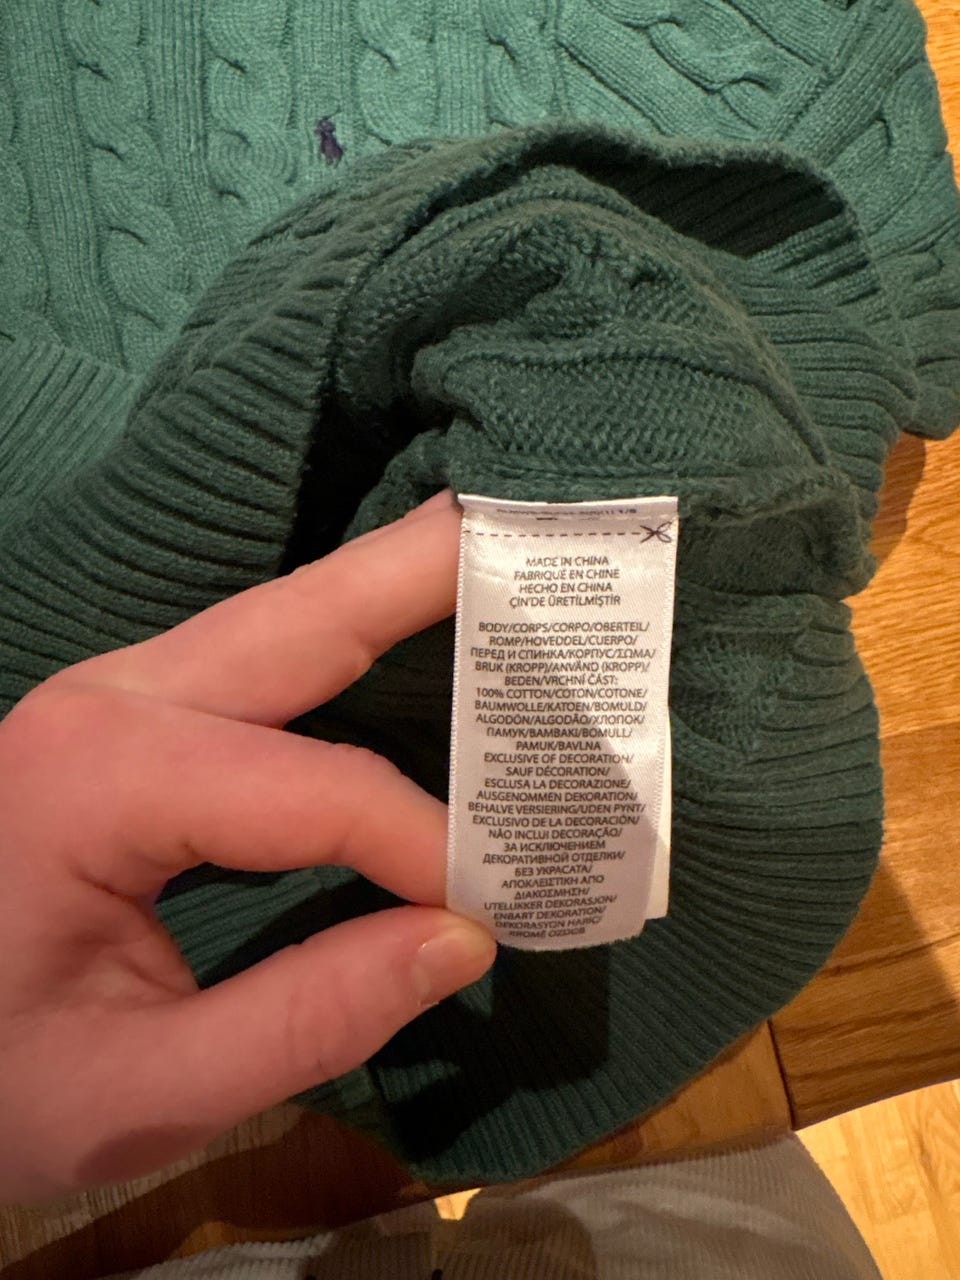 MADE IN CHINA
FABRIQUÉ EN CHINE
HECHO EN CHINA
ÇİN'DE ÜRETİLMİŞTİR
BODY/CORPS/CORPO/OBERTEIL/
ROMP/HOVEDDEL/CUERPO/
ПЕРЕД И СПИНКА/КОРПУС/ΣΩΜΑ/
BRUK (KROPP)/ANVÄND (KROPP)/
BEDEN/VRCHNÍ ČÁST:
100% COTTON/COTON/COTONE/
BAUMWOLLE/KATOEN/BOMULD/
ALGODÓN/ALGODÃO/ХЛОПОК/
ПАМУК/ΒΑΜΒΑΚΙ/BOMULL/
PAMUK/BAVLNA
EXCLUSIVE OF DECORATION/
SAUF DÉCORATION/
ESCLUSA LA DECORAZIONE/
AUSGENOMMEN DEKORATION/
BEHALVE VERSIERING/UDEN PYNT/
EXCLUSIVO DE LA DECORACIÓN/
NÃO INCLUI DECORAÇÃO/
ЗА ИСКЛЮЧЕНИЕМ
ДЕКОРАТИВНОЙ ОТДЕЛКИ/
БЕЗ УКРАСАТА/
ΑΠΟΚΛΕΙΣΤΙΚΗ ΑΠΟ
ΔΙΑΚΟΣΜΗΣΗ/
UTELUKKER DEKORASJON/
ENBART DEKORATION/
DEKORASYON HARİÇ/
KROMĚ OZDOB